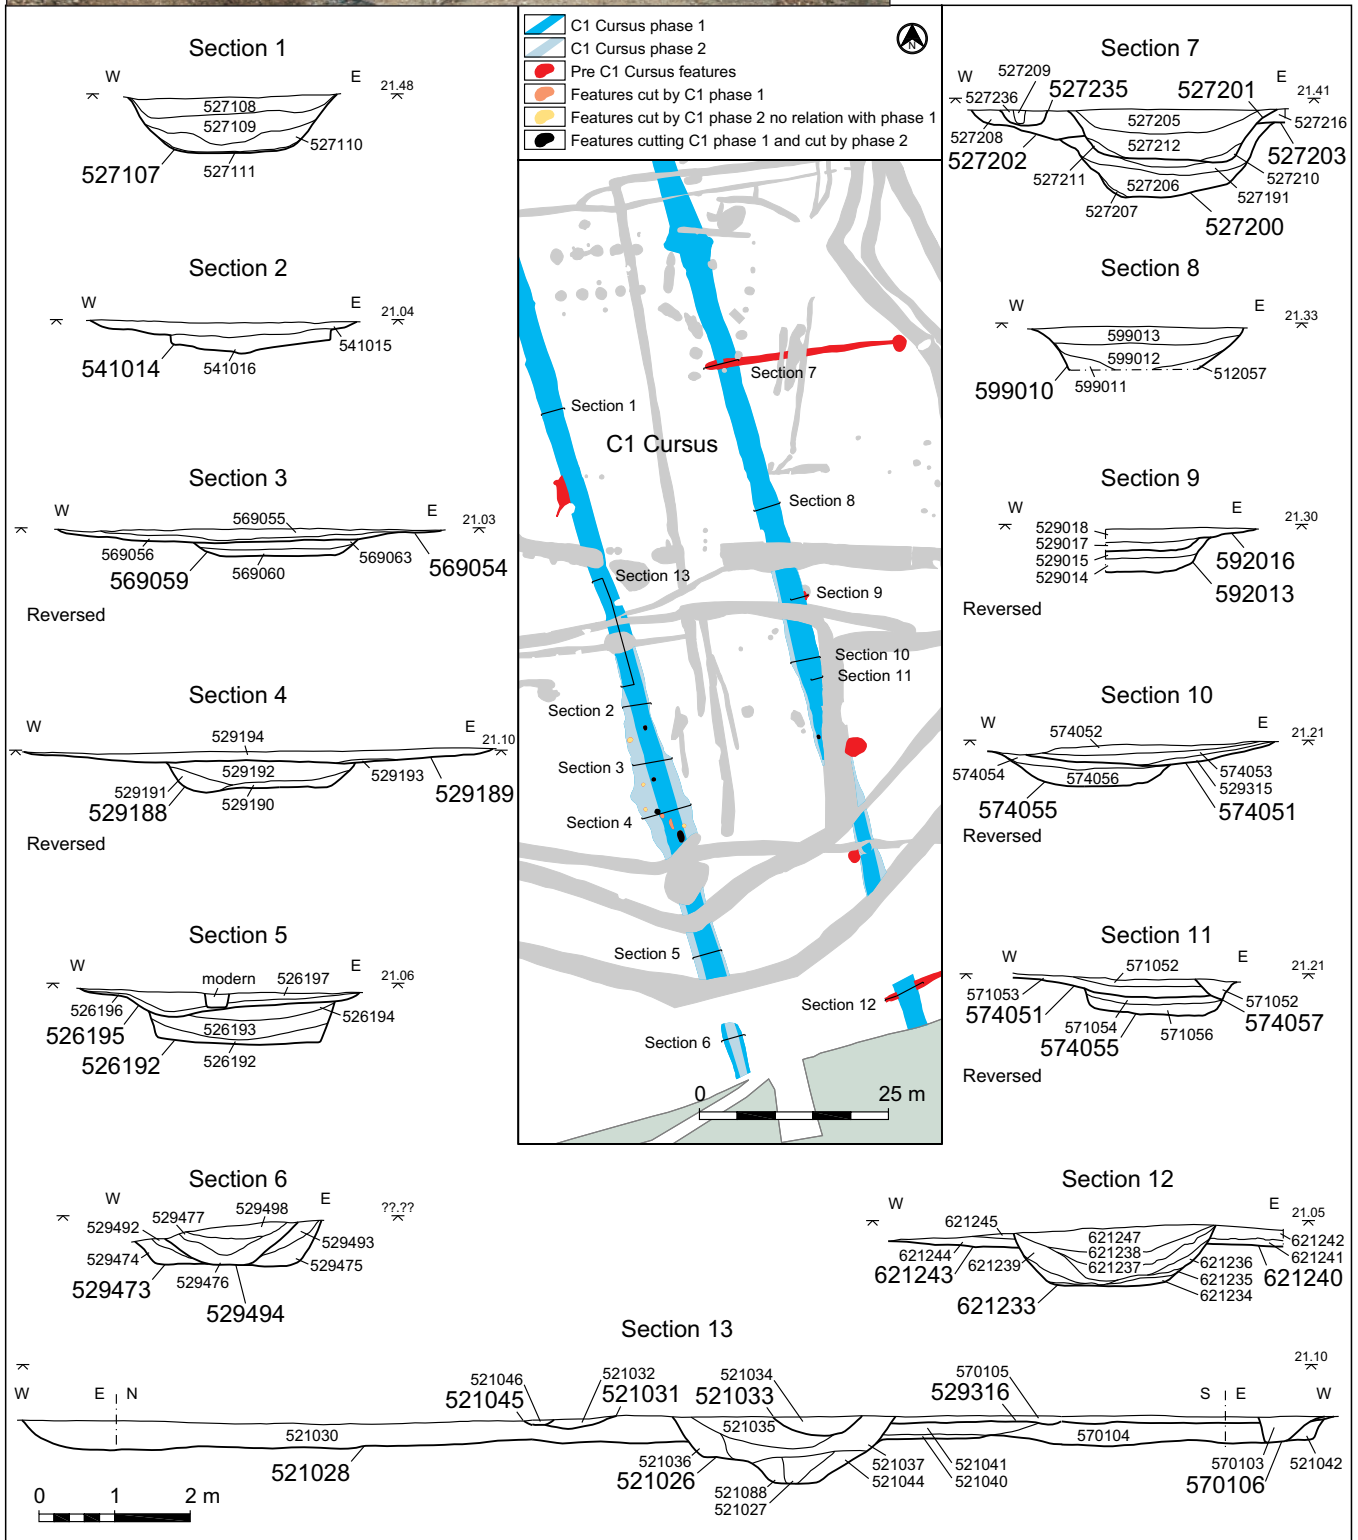 Section 1
W
E
21.48
527108
527109
527110
527107
527111
Section 2
W
E
21.04
541015
541014
541016
Section 3
W
E
21.03
569055
569056
569063
569059
569060
569054
Reversed
Section 4
W
E
21.10
529194
529192
529193
529191
529190
529188
529189
Reversed
Section 5
W
E
21.06
modern
526197
526196
526194
526195
526193
526192
526192
Section 6
W
E
??.??
529498
529477
529492
529493
529474
529475
529476
529473
529494
C1 Cursus phase 1
C1 Cursus phase 2
Pre C1 Cursus features
Features cut by C1 phase 1
Features cut by C1 phase 2 no relation with phase 1
Features cutting C1 phase 1 and cut by phase 2
N
Section 7
Section 1
C1 Cursus
Section 8
Section 13
Section 9
Section 10
Section 11
Section 2
Section 3
Section 4
Section 5
Section 12
Section 6
0
25 m
Section 7
W
E
21.41
527209
527236
527235
527201
527205
527216
527208
527202
527212
527203
527211
527210
527206
527191
527207
527200
Section 8
W
E
21.33
599013
599012
599010
599011
512057
Section 9
W
E
21.30
529018
529017
529015
529014
592016
592013
Reversed
Section 10
W
E
21.21
574052
574054
574056
574053
529315
574055
574051
Reversed
Section 11
W
E
21.21
571052
571053
571052
574051
574057
571054
571056
574055
Reversed
Section 12
W
E
21.05
621245
621247
621242
621244
621238
621241
621243
621239
621237
621236
621240
621235
621233
621234
Section 13
21.10
W
E
N
521046
521032
521034
570105
521045
521031
521033
529316
S
E
W
521030
521035
570104
521028
521036
521037
521041
570103
521042
521026
521044
521040
570106
521088
521027
0
1
2 m